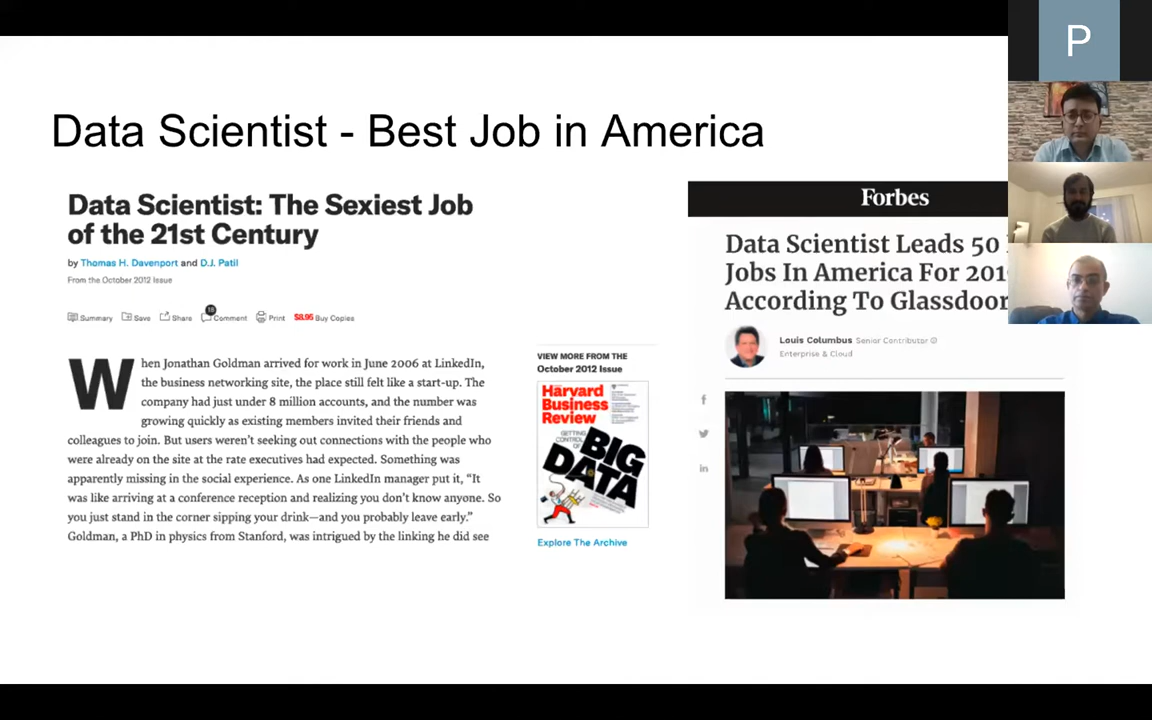 P
Data Scientist - Best Job in America
Data Scientist: The Sexiest Job
of the 21st Century
by Thomas H. Davenport and D.J. Patil
From the October 2012 Issue
Summary Save Share Comment Print $8.95 Buy Copies
When Jonathan Goldman arrived for work in June 2006 at LinkedIn,
the business networking site, the place still felt like a start-up. The
company had just under 8 million accounts, and the number was
growing quickly as existing members invited their friends and
colleagues to join. But users weren't seeking out connections with the people who
were already on the site at the rate executives had expected. Something was
apparently missing in the social experience. As one LinkedIn manager put it, “It
was like arriving at a conference reception and realizing you don't know anyone. So
you just stand in the corner sipping your drink—and you probably leave early.”
Goldman, a PhD in physics from Stanford, was intrigued by the linking he did see
VIEW MORE FROM THE
October 2012 Issue
Harvard
Business
Review
GETTING
CONTROL
OF
BIG
DATA
Explore The Archive
Forbes
Data Scientist Leads 50
Jobs In America For 201
According To Glassdoor
Louis Columbus Senior Contributor
Enterprise & Cloud
f
in